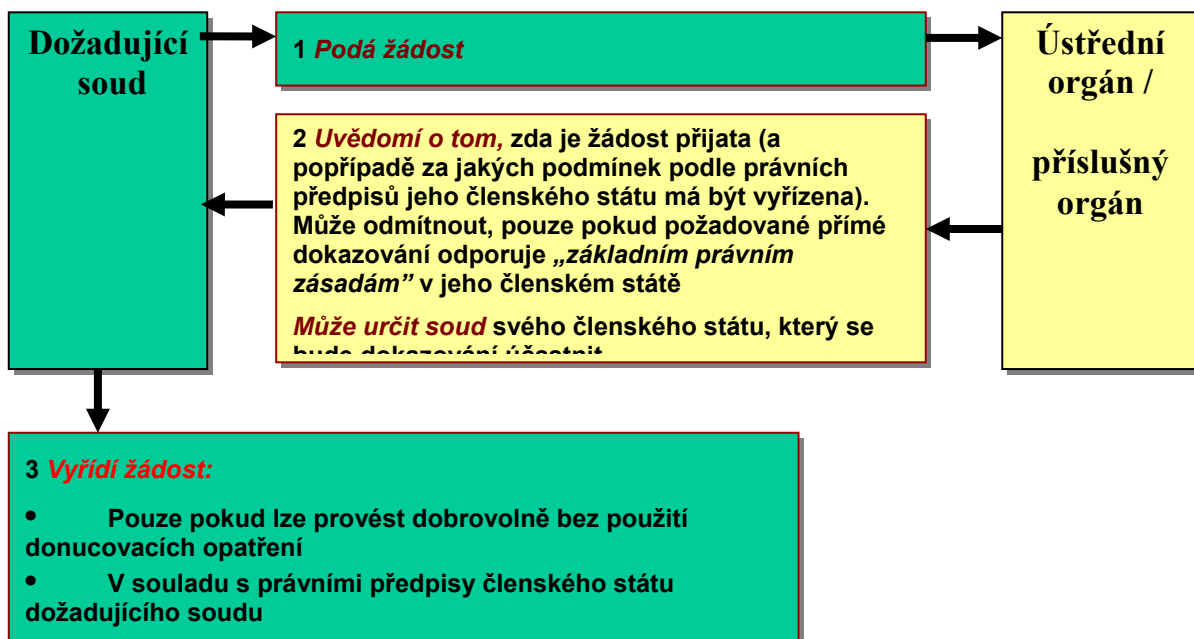 Dožadující
soud
1 Podá žádost
Ústřední
orgán /
příslušný
orgán
2 Uvědomí o tom, zda je žádost přijata (a
popřípadě za jakých podmínek podle právních
předpisů jeho členského státu má být vyřízena).
Může odmítnout, pouze pokud požadované přímé
dokazování odporuje „základním právním
zásadám” v jeho členském státě
Může určit soud svého členského státu, který se
bude dokazování účastnit
3 Vyřídí žádost:
• Pouze pokud lze provést dobrovolně bez použití
donucovacích opatření
• V souladu s právními předpisy členského státu
dožadujícího soudu